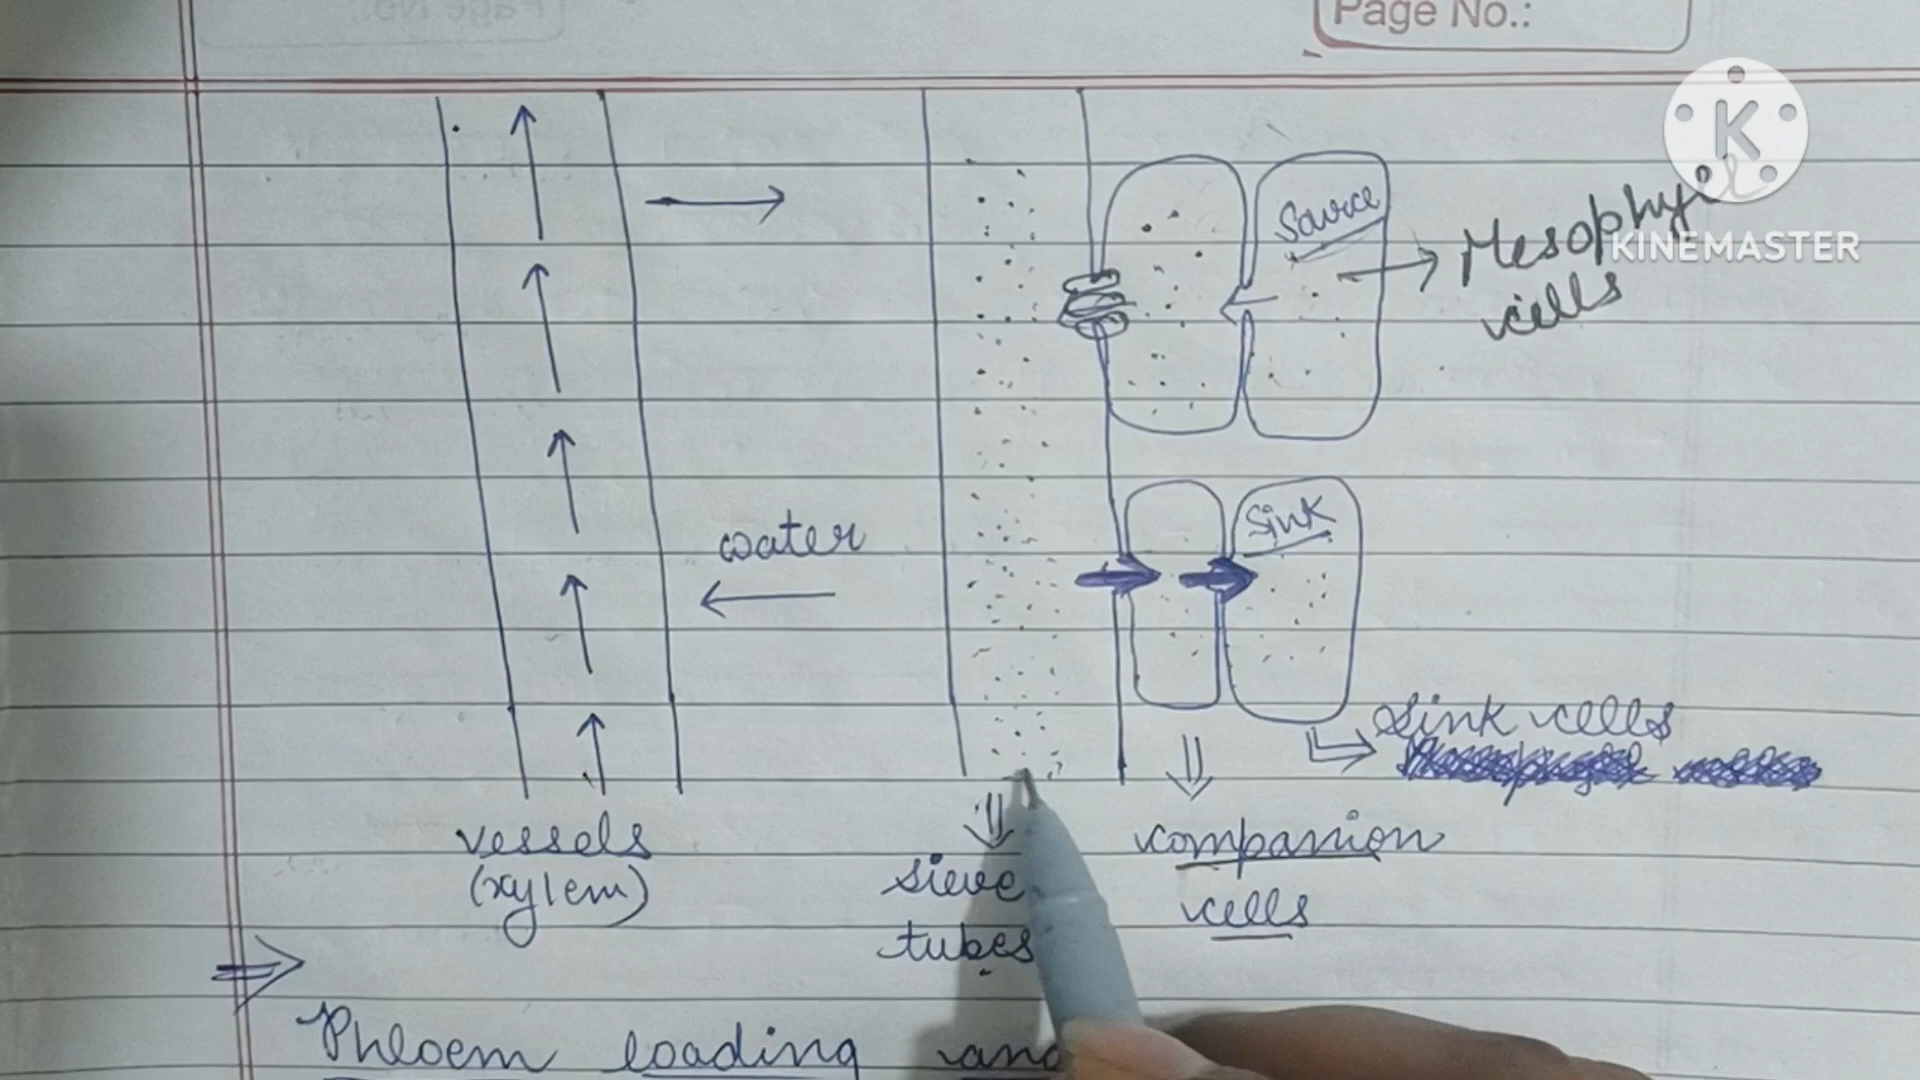 Page No.:
K
KINEMASTER
Source
Mesophyll
cells
Sink
water
Sink cells
vessels
(xylem)
sieve
tubes
companion
cells
Phloem loading and